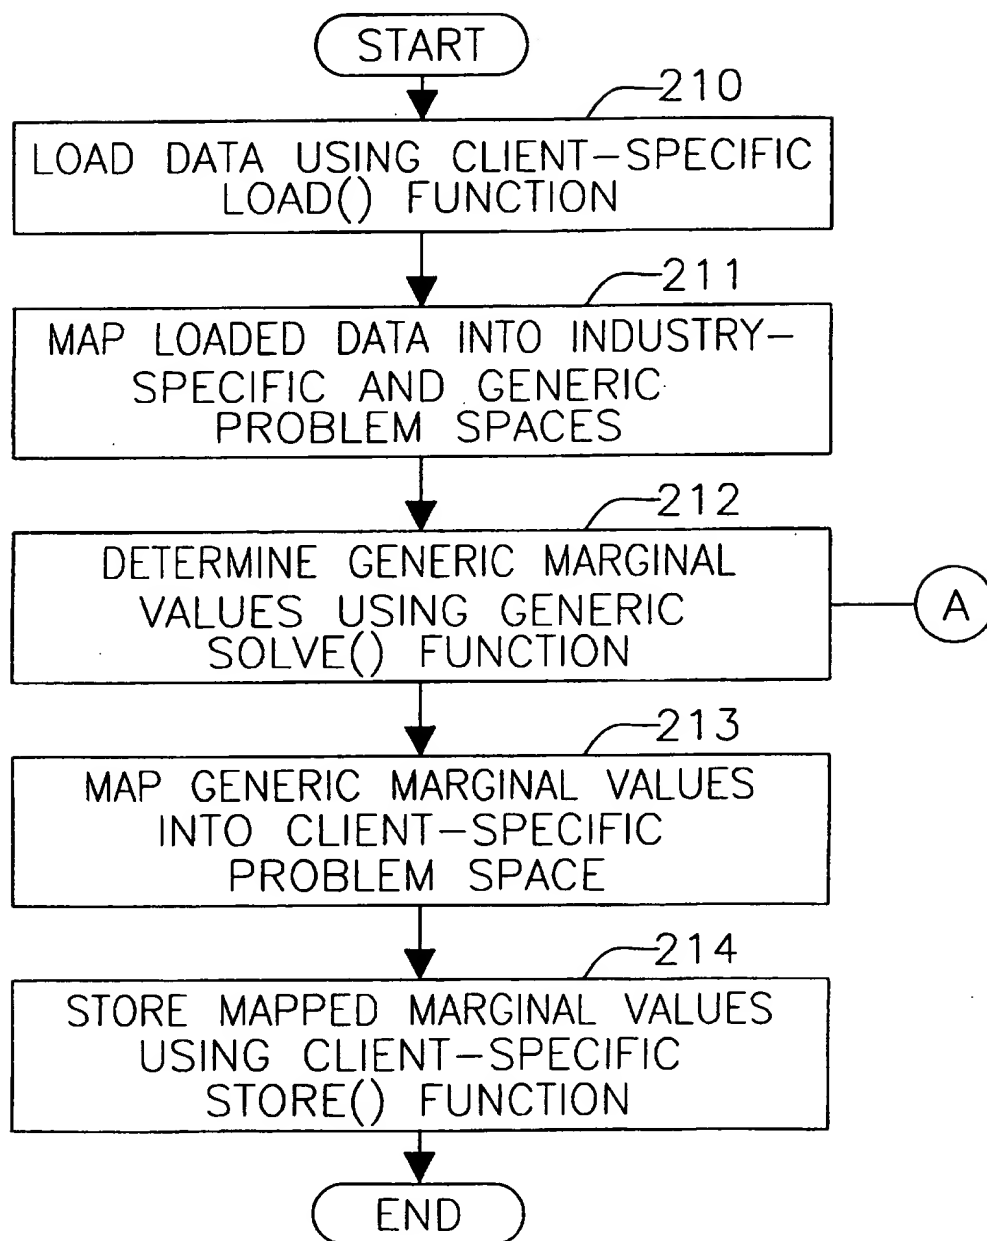 START
210
LOAD DATA USING CLIENT-SPECIFIC
LOAD() FUNCTION
211
MAP LOADED DATA INTO INDUSTRY-
SPECIFIC AND GENERIC
PROBLEM SPACES
212
DETERMINE GENERIC MARGINAL
VALUES USING GENERIC
SOLVE() FUNCTION
A
213
MAP GENERIC MARGINAL VALUES
INTO CLIENT-SPECIFIC
PROBLEM SPACE
214
STORE MAPPED MARGINAL VALUES
USING CLIENT-SPECIFIC
STORE() FUNCTION
END